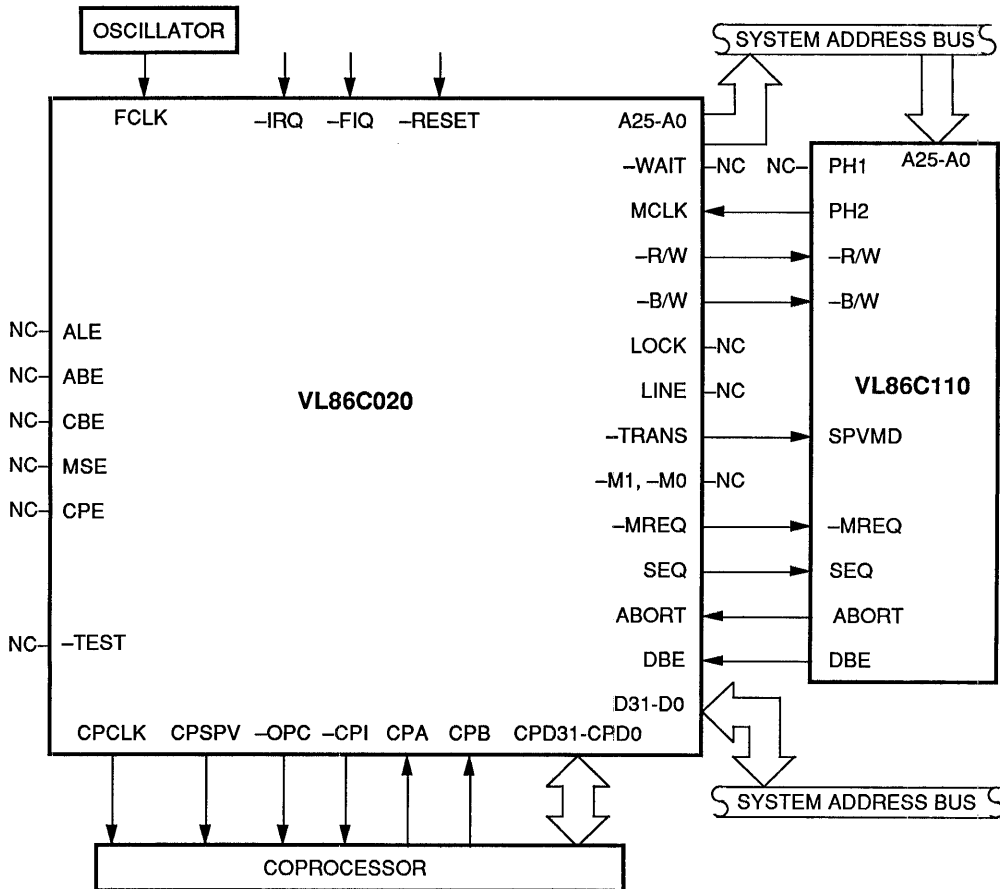 OSCILLATOR
SYSTEM ADDRESS BUS
FCLK
–IRQ
–FIQ
–RESET
A25-A0
–WAIT
NC
NC
PH1
A25-A0
MCLK
PH2
–R/W
–R/W
–B/W
–B/W
NC
ALE
LOCK
NC
NC
ABE
LINE
NC
VL86C020
VL86C110
NC
CBE
–TRANS
SPVMD
NC
MSE
–M1, –M0
NC
NC
CPE
–MREQ
–MREQ
SEQ
SEQ
ABORT
ABORT
NC
–TEST
DBE
DBE
D31-D0
CPCLK
CPSPV
–OPC
–CPI
CPA
CPB
CPD31-CPD0
SYSTEM ADDRESS BUS
COPROCESSOR